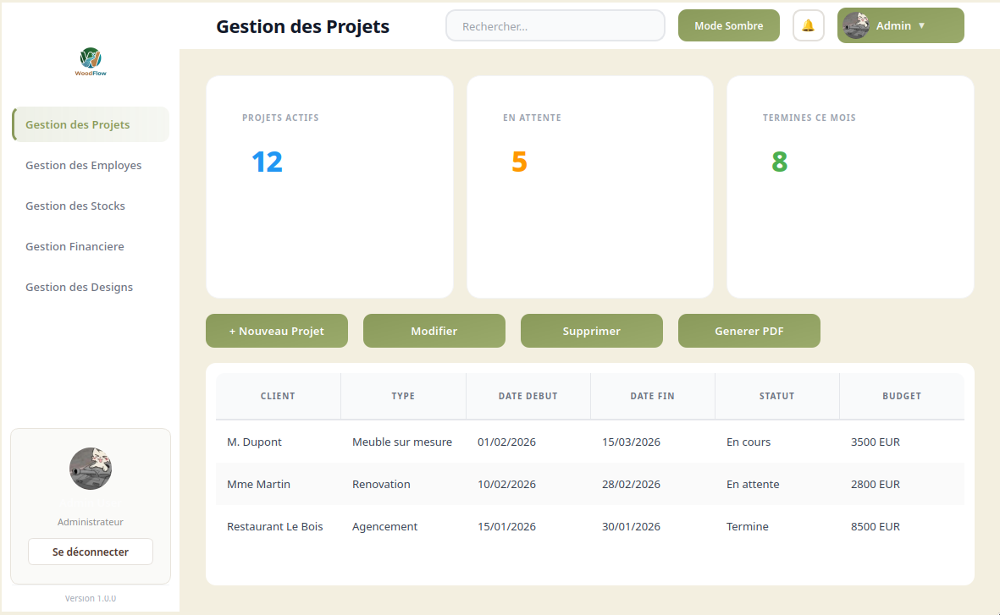 Gestion des Projets
Rechercher...
Mode Sombre
Admin ▼
WoodFlow
Gestion des Projets
Gestion des Employes
Gestion des Stocks
Gestion Financiere
Gestion des Designs
Administrateur
Se déconnecter
Version 1.0.0
PROJETS ACTIFS
12
EN ATTENTE
5
TERMINES CE MOIS
8
+ Nouveau Projet
Modifier
Supprimer
Generer PDF
CLIENT TYPE DATE DEBUT DATE FIN STATUT BUDGET
M. Dupont Meuble sur mesure 01/02/2026 15/03/2026 En cours 3500 EUR
Mme Martin Renovation 10/02/2026 28/02/2026 En attente 2800 EUR
Restaurant Le Bois Agencement 15/01/2026 30/01/2026 Termine 8500 EUR